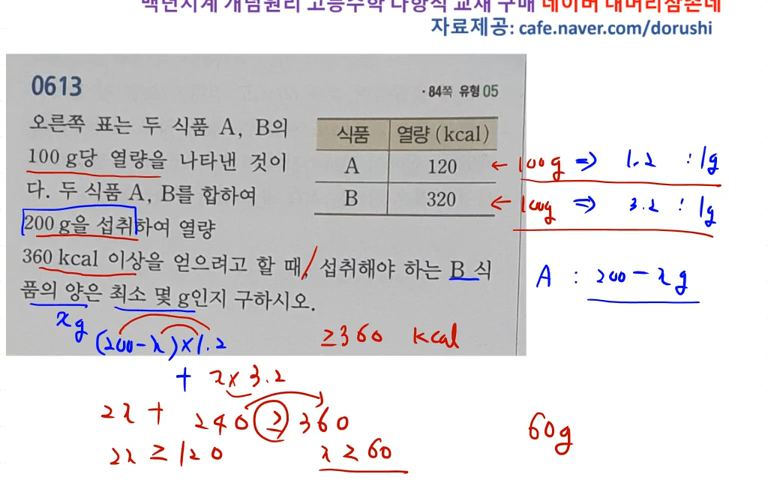 백년지계 개념원리 고등수학 다항식 교재 구매 네이버 대머리삼촌네
자료제공: cafe.naver.com/dorushi
0613
· 84쪽 유형 05
오른쪽 표는 두 식품 A, B의
100 g당 열량을 나타낸 것이
다. 두 식품 A, B를 합하여
200 g을 섭취하여 열량
360 kcal 이상을 얻으려고 할 때, 섭취해야 하는 B 식
품의 양은 최소 몇 g인지 구하시오.
식품 열량 (kcal)
A 120 ← 100g ⇒ 1.2 : 1g
B 320 ← 100g ⇒ 3.2 : 1g
A : 200 - x g
x g
(200-x)×1.2 ≥360 kcal
+ x×3.2
2x + 240 ≥ 360
2x ≥ 120 x ≥ 60
60g